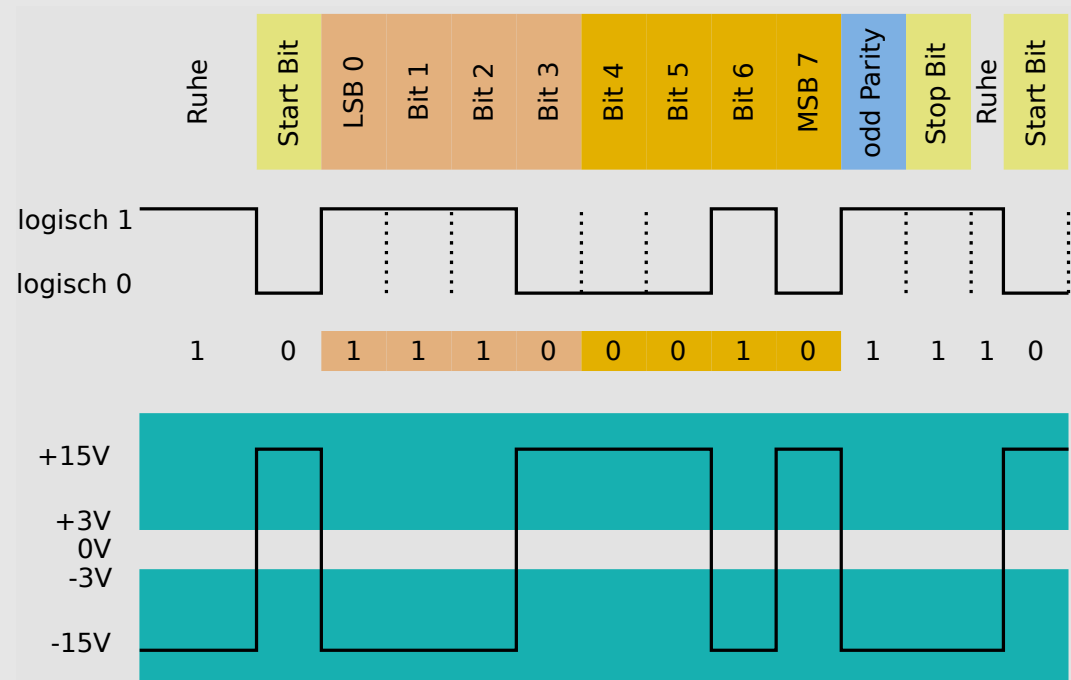 Ruhe Start Bit LSB 0 Bit 1 Bit 2 Bit 3 Bit 4 Bit 5 Bit 6 MSB 7 odd Parity Stop Bit Ruhe Start Bit
logisch 1
logisch 0
1 0 1 1 1 0 0 0 1 0 1 1 1 0
+15V
+3V
0V
-3V
-15V